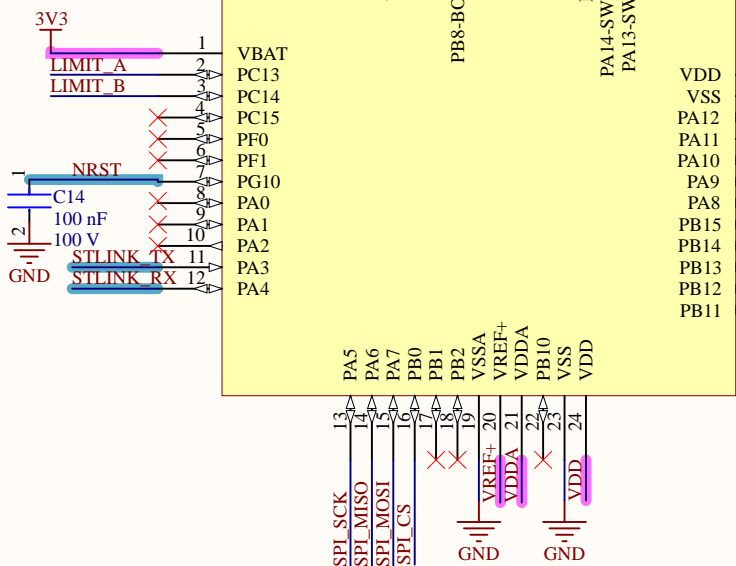 3V3
PB8-BO
PA14-SW
PA13-SW
1
VBAT
LIMIT_A
2
PC13
VDD
LIMIT_B
3
PC14
VSS
4
PC15
PA12
5
PF0
PA11
6
PF1
PA10
1
NRST
7
PG10
PA9
C14
8
PA0
PA8
100 nF
9
PA1
PB15
2
100 V
10
PA2
PB14
STLINK_TX
11
PA3
PB13
GND
STLINK_RX
12
PA4
PB12
PB11
PA5
PA6
PA7
PB0
PB1
PB2
VSSA
VREF+
VDDA
PB10
VSS
VDD
13
14
15
16
17
18
19
20
21
22
23
24
SPI_SCK
SPI_MISO
SPI_MOSI
SPI_CS
VREF+
VDDA
VDD
GND
GND